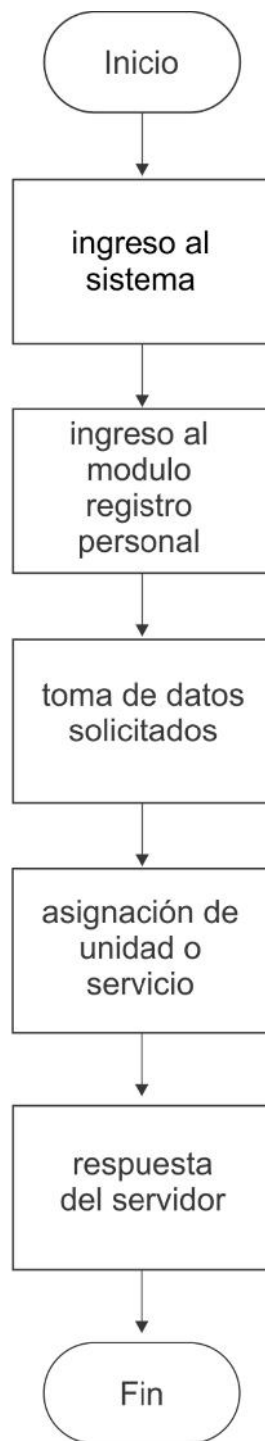 Inicio
ingreso al
sistema
ingreso al
modulo
registro
personal
toma de datos
solicitados
asignación de
unidad o
servicio
respuesta
del servidor
Fin